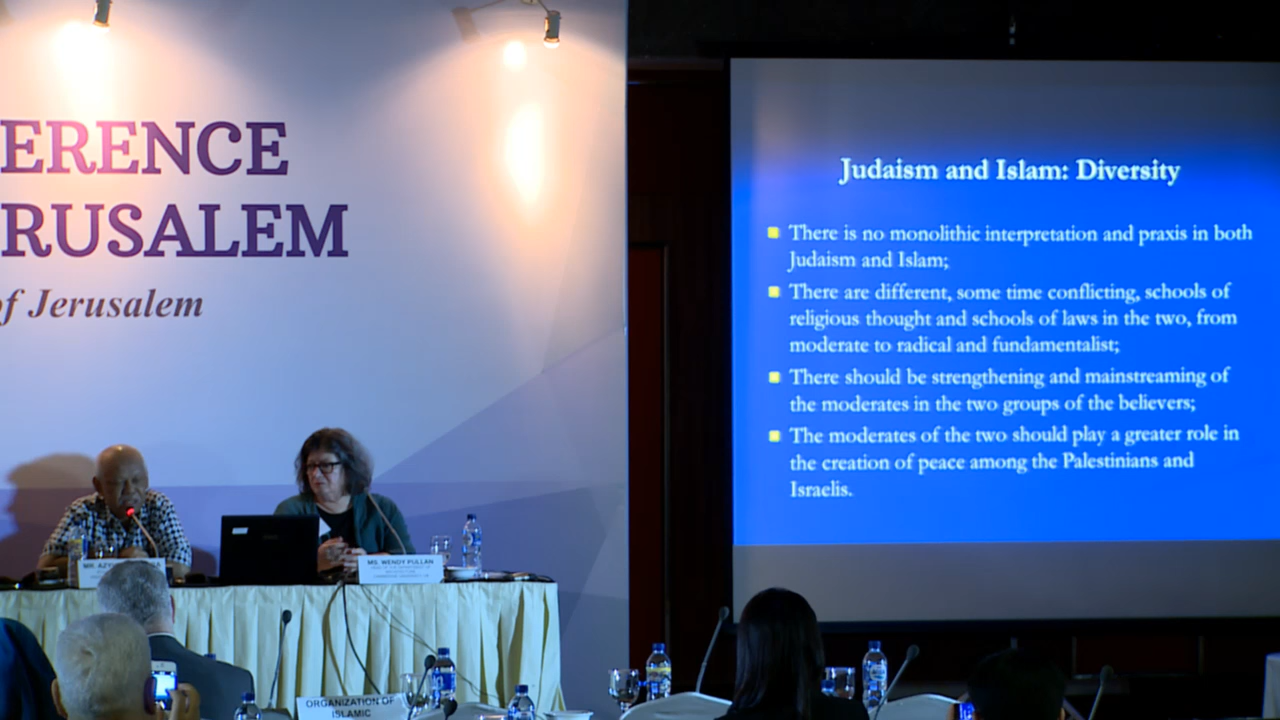 ERENCE
RUSALEM
of Jerusalem
Judaism and Islam: Diversity
There is no monolithic interpretation and praxis in both
Judaism and Islam;
There are different, some time conflicting, schools of
religious thought and schools of laws in the two, from
moderate to radical and fundamentalist;
There should be strengthening and mainstreaming of
the moderates in the two groups of the believers;
The moderates of the two should play a greater role in
the creation of peace among the Palestinians and
Israelis.
MR. AZY
MS. WENDY PULLAN
ORGANIZATION OF
ISLAMIC